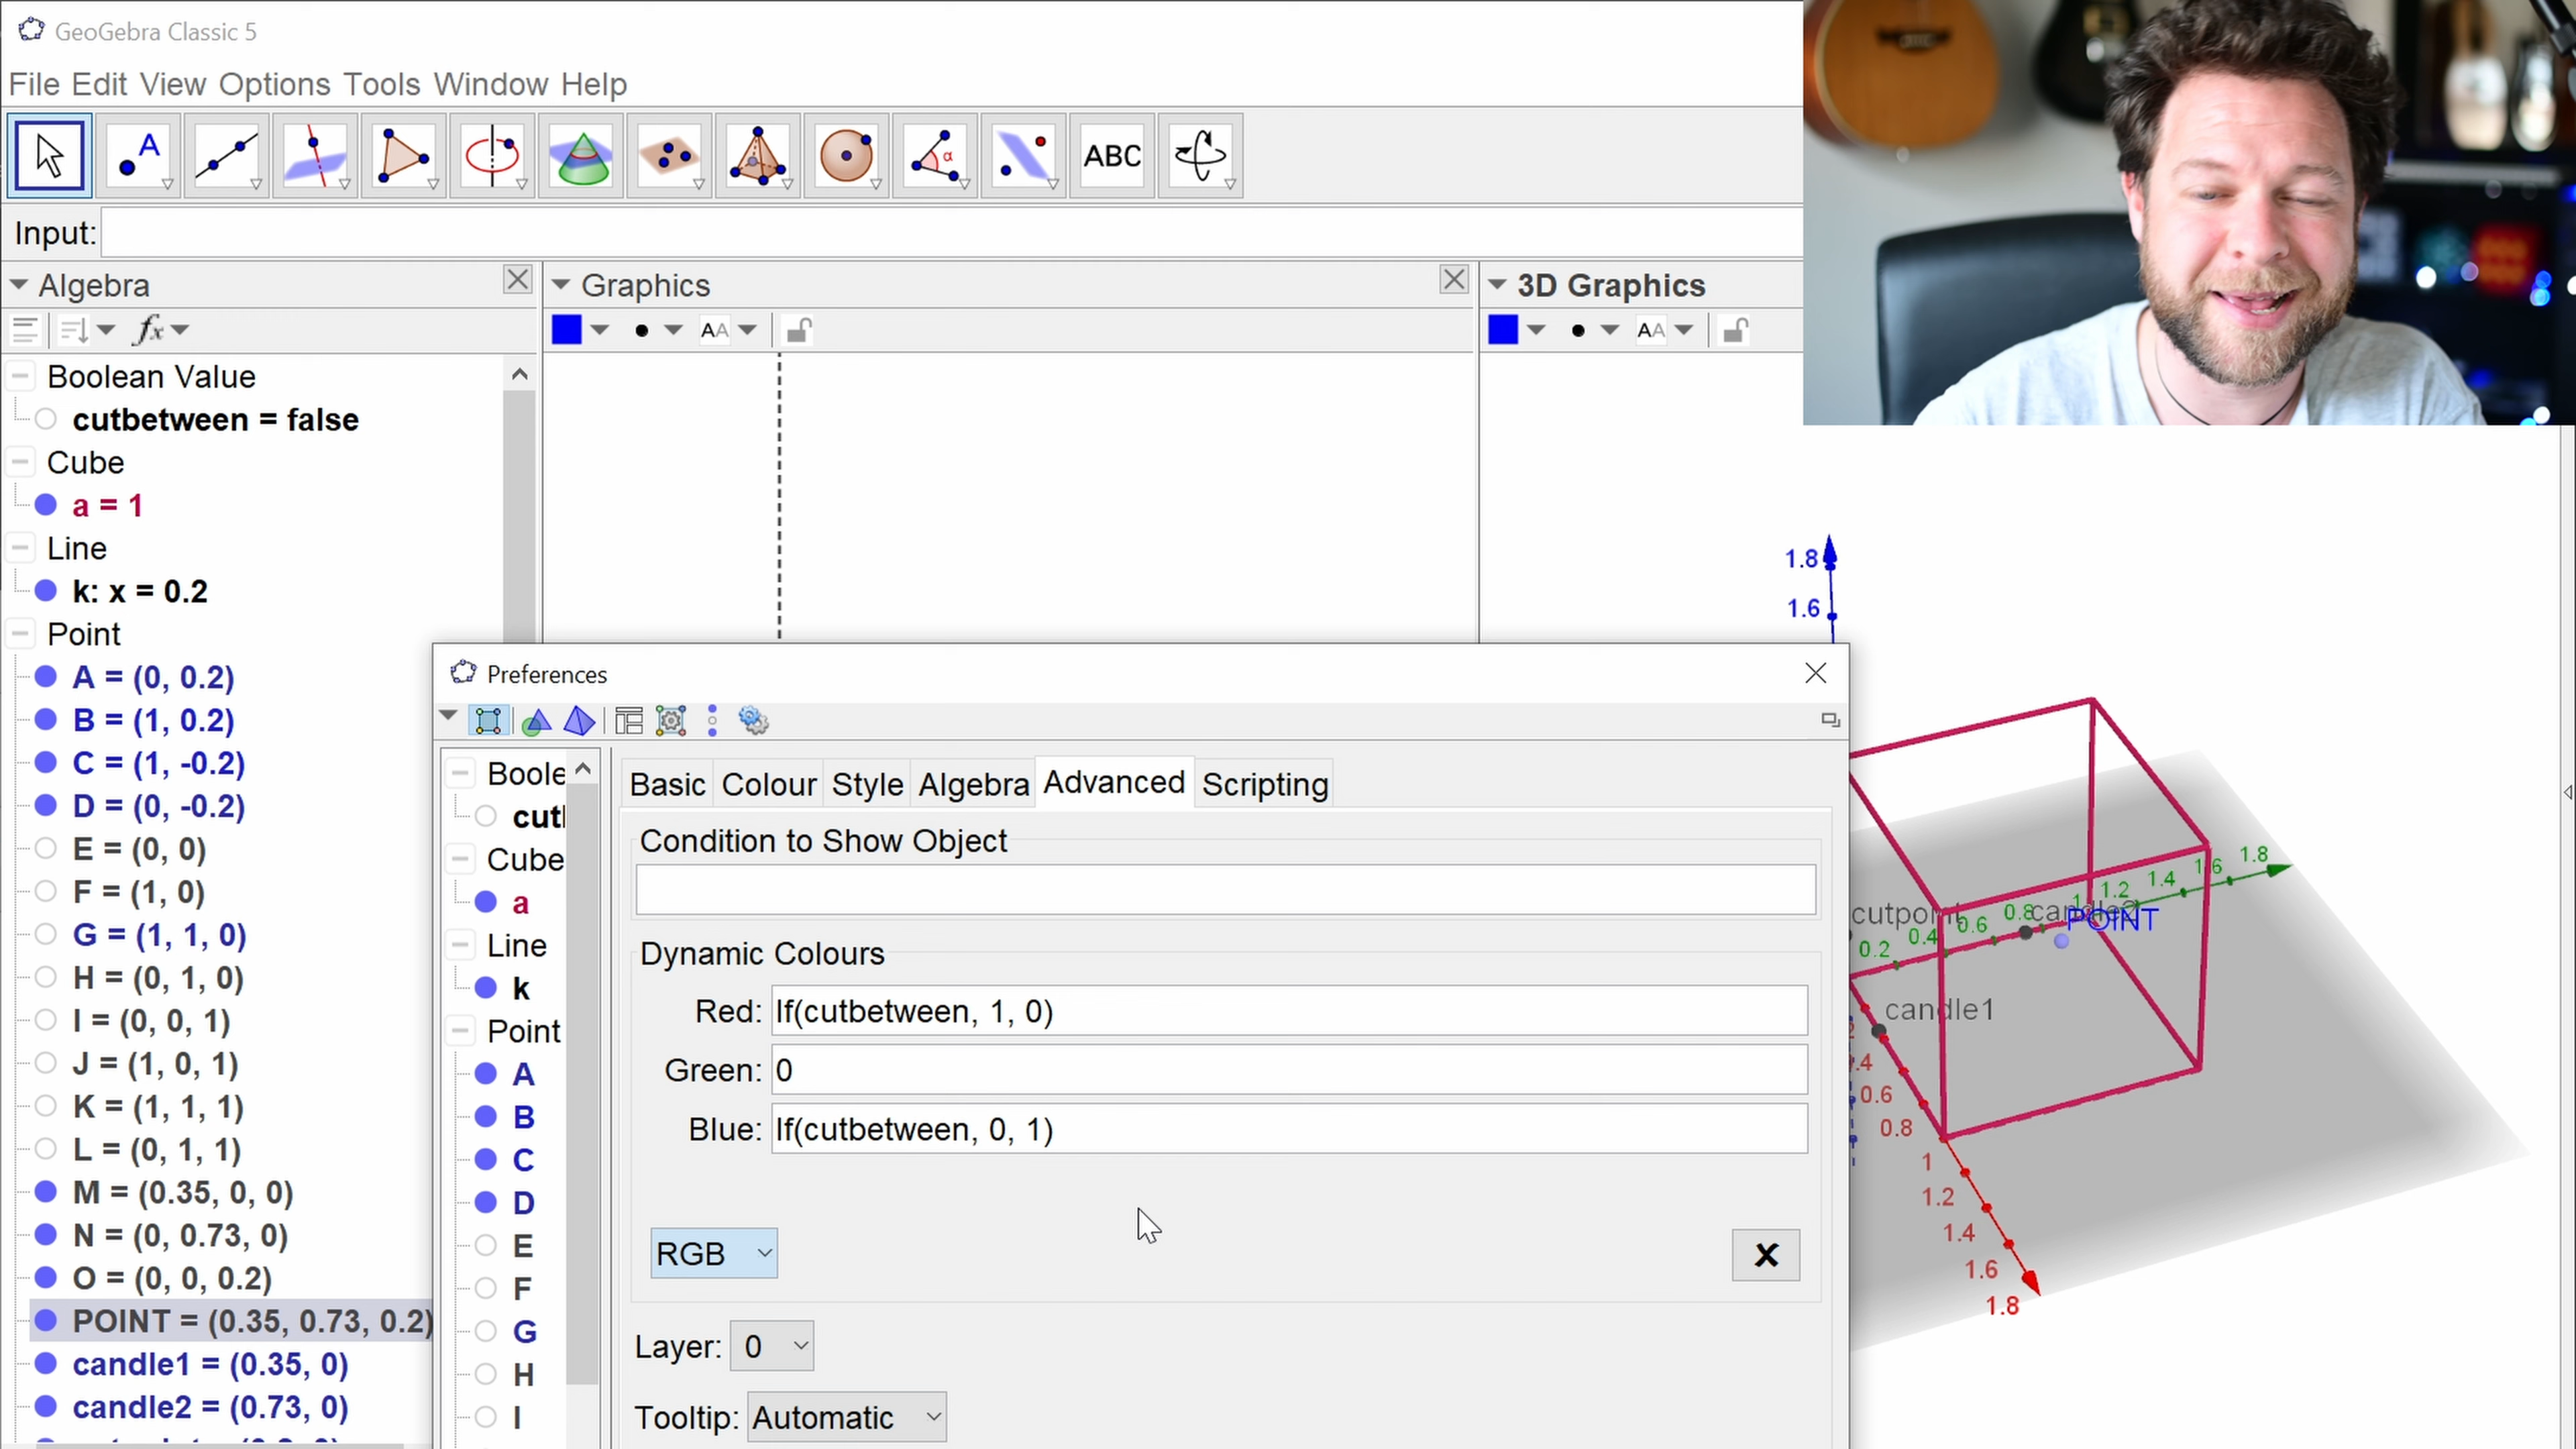 GeoGebra Classic 5
File Edit View Options Tools Window Help
A
α
ABC
Input:
Algebra
Graphics
3D Graphics
fx
AA
AA
Boolean Value
cutbetween = false
Cube
a = 1
Line
k: x = 0.2
Point
A = (0, 0.2)
B = (1, 0.2)
C = (1, -0.2)
D = (0, -0.2)
E = (0, 0)
F = (1, 0)
G = (1, 1, 0)
H = (0, 1, 0)
I = (0, 0, 1)
J = (1, 0, 1)
K = (1, 1, 1)
L = (0, 1, 1)
M = (0.35, 0, 0)
N = (0, 0.73, 0)
O = (0, 0, 0.2)
POINT = (0.35, 0.73, 0.2)
candle1 = (0.35, 0)
candle2 = (0.73, 0)
Preferences
Boole
cut
Cube
a
Line
k
Point
A
B
C
D
E
F
G
H
I
Basic Colour Style Algebra Advanced Scripting
Condition to Show Object
Dynamic Colours
Red: If(cutbetween, 1, 0)
Green: 0
Blue: If(cutbetween, 0, 1)
RGB
Layer: 0
Tooltip: Automatic
1.8
1.6
cutpoint
POINT
candle1
0.2
0.4
0.6
0.8
1.2
1.4
1.6
1.8
0.6
0.8
1
1.2
1.4
1.6
1.8